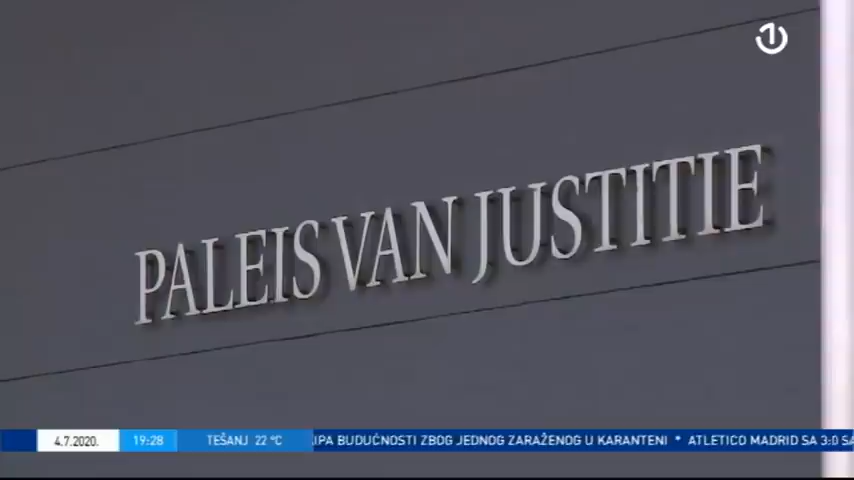 PALEIS VAN JUSTITIE
4.7.2020. 19:28 TEŠANJ 22 °C BUDUĆNOSTI ZBOG JEDNOG ZARAŽENOG U KARANTENI * ATLETICO MADRID SA 3:0